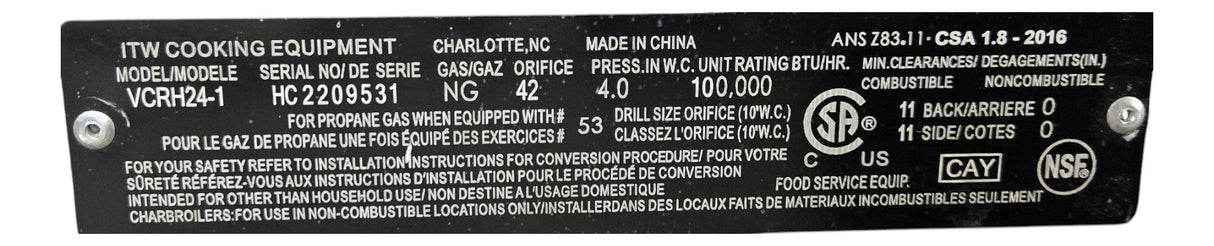 ITW COOKING EQUIPMENT CHARLOTTE,NC MADE IN CHINA ANS Z83.11· CSA 1.8 - 2016
MODEL/MODELE SERIAL NO/ DE SERIE GAS/GAZ ORIFICE PRESS.IN W.C. UNIT RATING BTU/HR. MIN.CLEARANCES/ DEGAGEMENTS(IN.)
VCRH24-1 HC2209531 NG 42 4.0 100,000 COMBUSTIBLE NONCOMBUSTIBLE
FOR PROPANE GAS WHEN EQUIPPED WITH # 53 DRILL SIZE ORIFICE (10"W.C.) 11 BACK/ARRIERE 0
POUR LE GAZ DE PROPANE UNE FOIS ÉQUIPÉ DES EXERCICES # CLASSEZ L'ORIFICE (10"W.C.) 11 SIDE/ COTES 0
SA ®
C US
FOR YOUR SAFETY REFER TO INSTALLATION INSTRUCTIONS FOR CONVERSION PROCEDURE/ POUR VOTRE
SÛRETÉ RÉFÉREZ-VOUS AUX INSTRUCTIONS D'INSTALLATION POUR LE PROCÉDÉ DE CONVERSION
INTENDED FOR OTHER THAN HOUSEHOLD USE/ NON DESTINE A L'USAGE DOMESTIQUE FOOD SERVICE EQUIP. CAY NSF®
CHARBROILERS:FOR USE IN NON-COMBUSTIBLE LOCATIONS ONLY/INSTALLERDANS DES LOCAUX FAITS DE MATERIAUX INCOMBUSTIBLES SEULEMENT